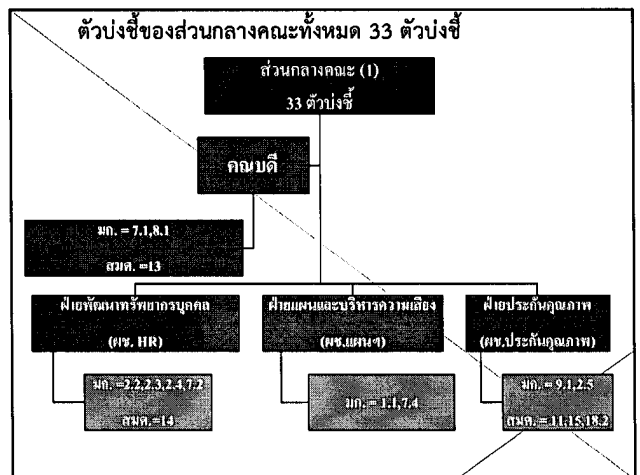 ตัวบ่งชี้ของส่วนกลางคณะทั้งหมด 33 ตัวบ่งชี้
ส่วนกลางคณะ (1)
33 ตัวบ่งชี้
คณบดี
มก. = 7.1,8.1
สมศ. =13
ฝ่ายพัฒนาทรัพยากรบุคคล
(ผช. HR)
ฝ่ายแผนและบริหารความเสี่ยง
(ผช.แผนฯ)
ฝ่ายประกันคุณภาพ
(ผช.ประกันคุณภาพ)
มก. =2.2,2.3,2.4,7.2
สมศ.=14
มก. = 1.1,7.4
มก. = 9.1,2.5
สมศ.= 11,15,18.2